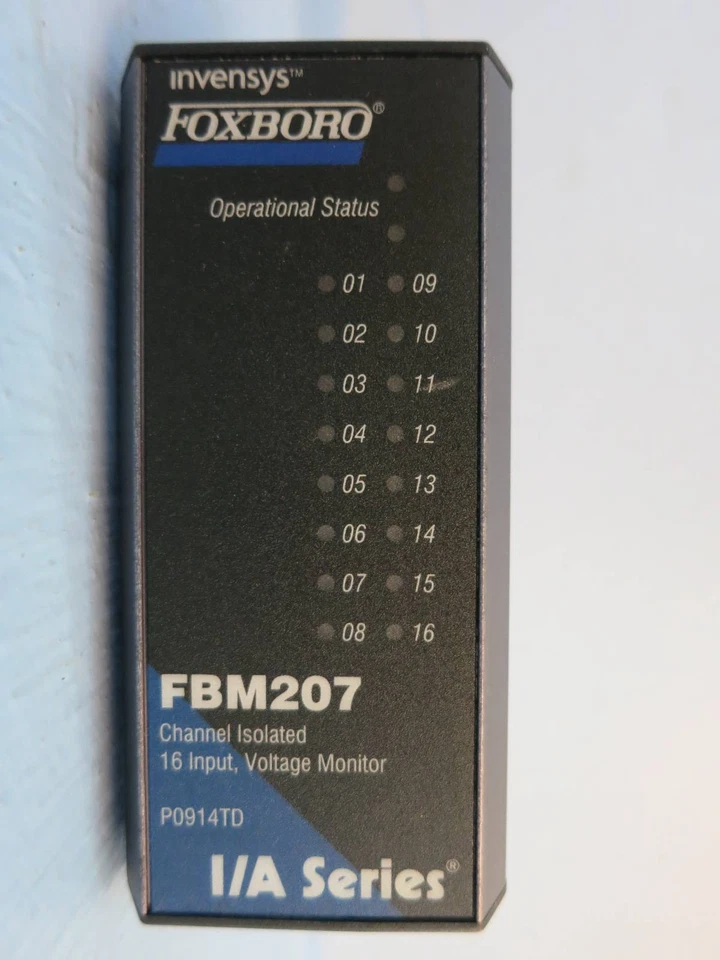 invensys™
FOXBORO®
Operational Status
01 09
02 10
03 11
04 12
05 13
06 14
07 15
08 16
FBM207
Channel Isolated
16 Input, Voltage Monitor
P0914TD
I/A Series®